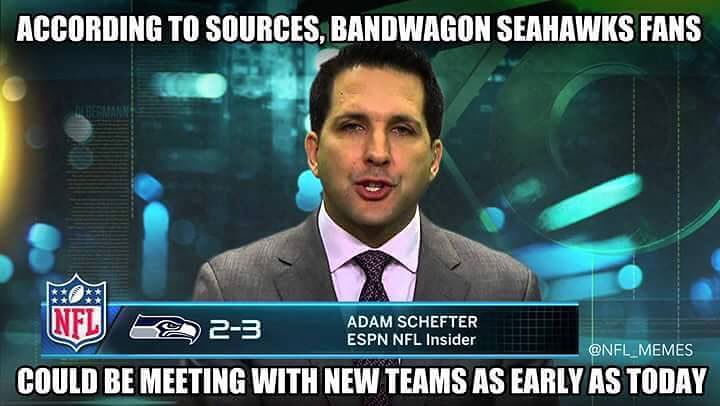 ACCORDING TO SOURCES, BANDWAGON SEAHAWKS FANS
OLBERMANN
NFL
2-3
ADAM SCHEFTER
ESPN NFL Insider
@NFL_MEMES
COULD BE MEETING WITH NEW TEAMS AS EARLY AS TODAY